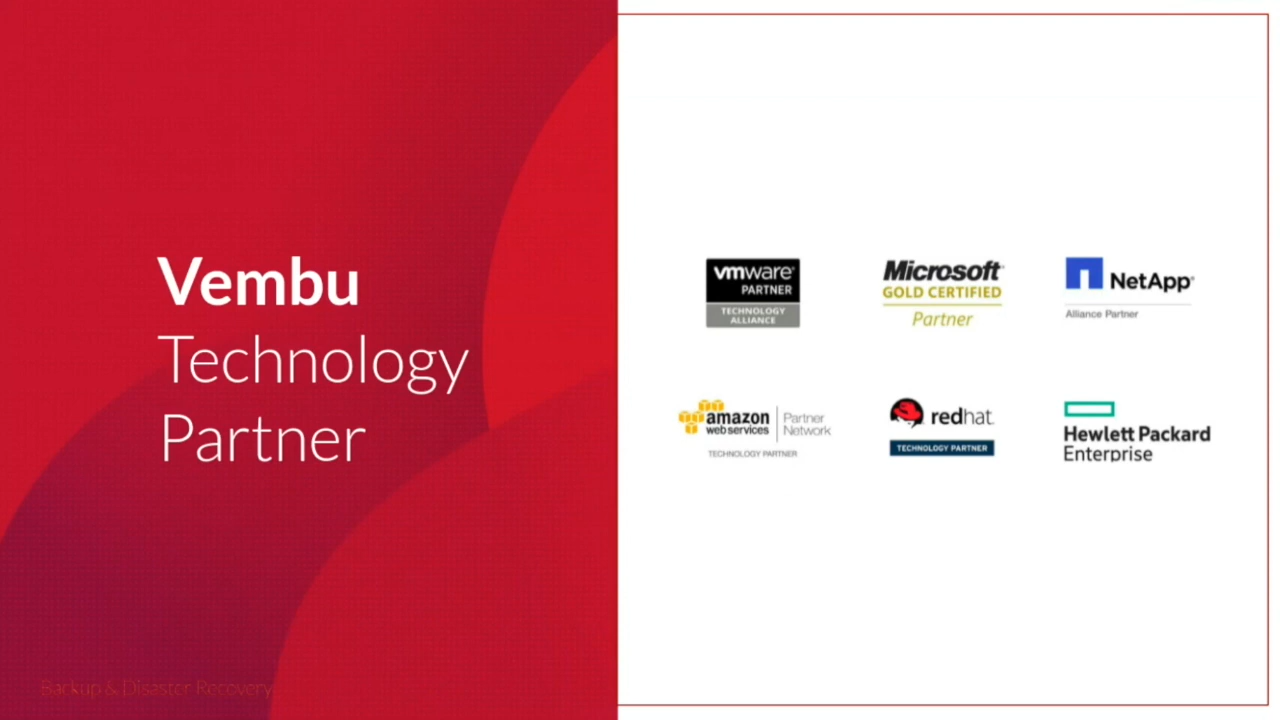 Vembu
Technology
Partner
Backup & Disaster Recovery
vmware®
PARTNER
TECHNOLOGY
ALLIANCE
Microsoft
GOLD CERTIFIED
Partner
NetApp®
Alliance Partner
amazon
web services
Partner
Network
TECHNOLOGY PARTNER
redhat.
TECHNOLOGY PARTNER
Hewlett Packard
Enterprise